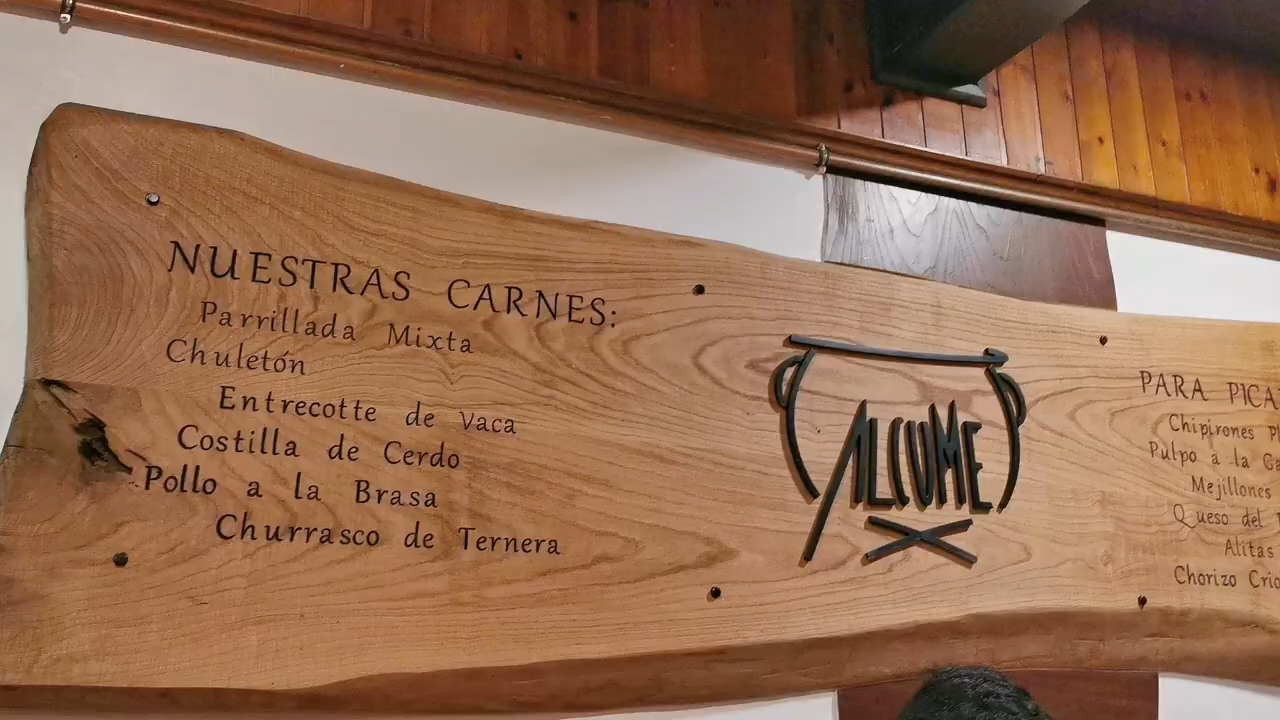 NUESTRAS CARNES:
Parrillada Mixta
Chuletón
Entrecotte de Vaca
Costilla de Cerdo
Pollo a la Brasa
Churrasco de Ternera
ALCUME
PARA
Chipirones
Pulpo a la
Mejillones
Queso del
Alitas
Chorizo